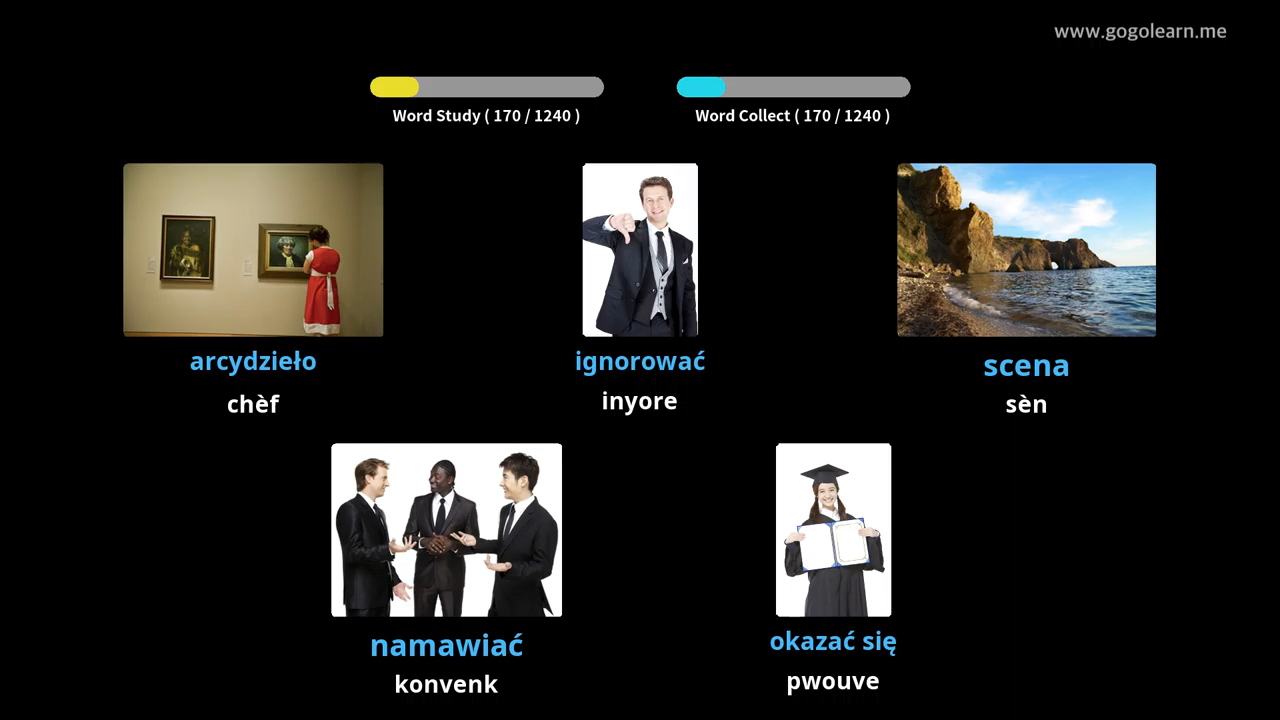 www.gogolearn.me
Word Study ( 170 / 1240 )
Word Collect ( 170 / 1240 )
arcydzieło
chèf
ignorować
inyore
scena
sèn
namawiać
konvenk
okazać się
pwouve